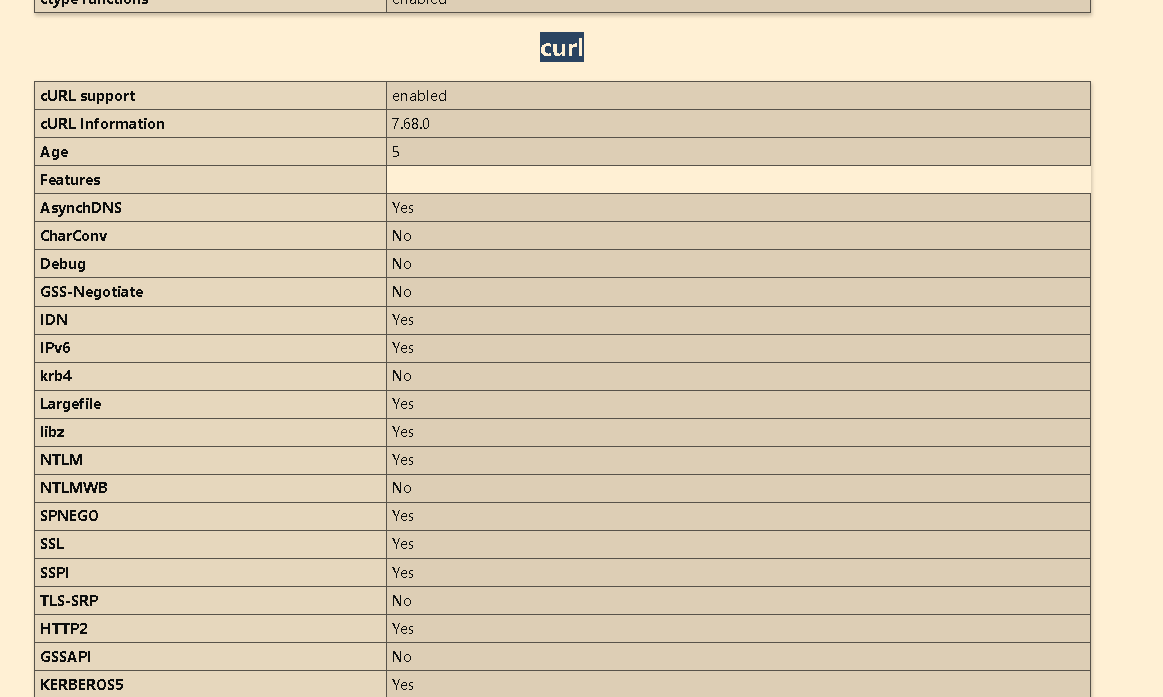 ctype functions enabled
curl
cURL support enabled
cURL Information 7.68.0
Age 5
Features
AsynchDNS Yes
CharConv No
Debug No
GSS-Negotiate No
IDN Yes
IPv6 Yes
krb4 No
Largefile Yes
libz Yes
NTLM Yes
NTLMWB No
SPNEGO Yes
SSL Yes
SSPI Yes
TLS-SRP No
HTTP2 Yes
GSSAPI No
KERBEROS5 Yes